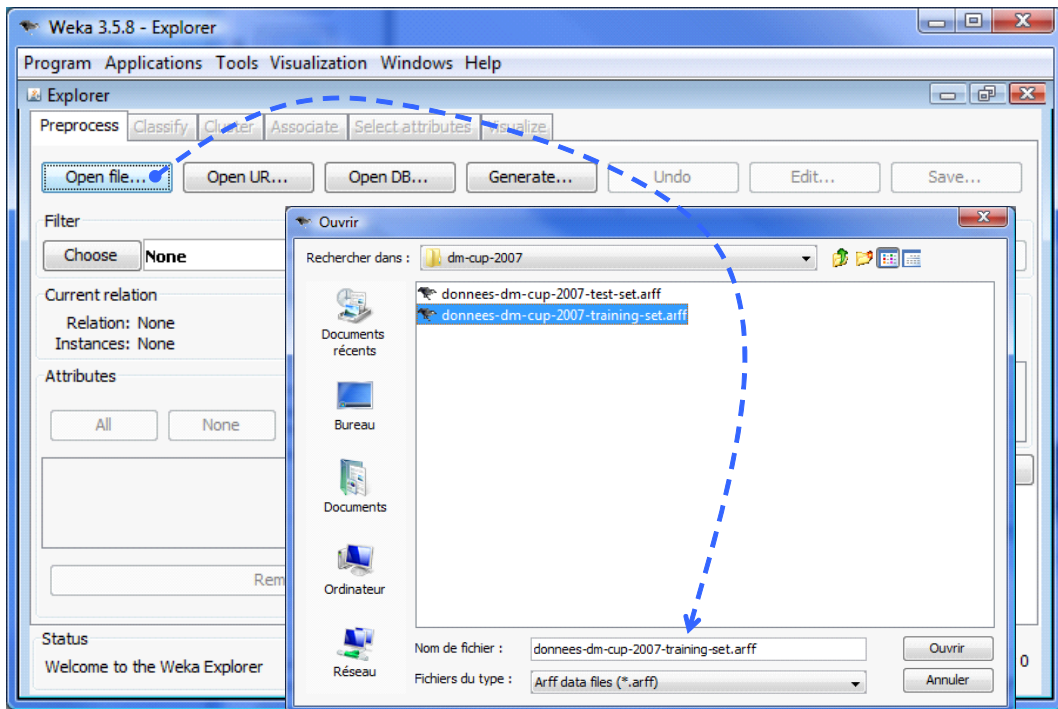 Weka 3.5.8 - Explorer
Program Applications Tools Visualization Windows Help
Explorer
Preprocess Classify Cluster Associate Select attributes Visualize
Open file... Open UR... Open DB... Generate... Undo Edit... Save...
Filter
Choose None
Current relation
Relation: None
Instances: None
Attributes
All None
Rem
Status
Welcome to the Weka Explorer
0
Ouvrir
Rechercher dans : dm-cup-2007
donnees-dm-cup-2007-test-set.arff
donnees-dm-cup-2007-training-set.arff
Documents
récents
Bureau
Documents
Ordinateur
Réseau
Nom de fichier : donnees-dm-cup-2007-training-set.arff Ouvrir
Fichiers du type : Arff data files (*.arff) Annuler